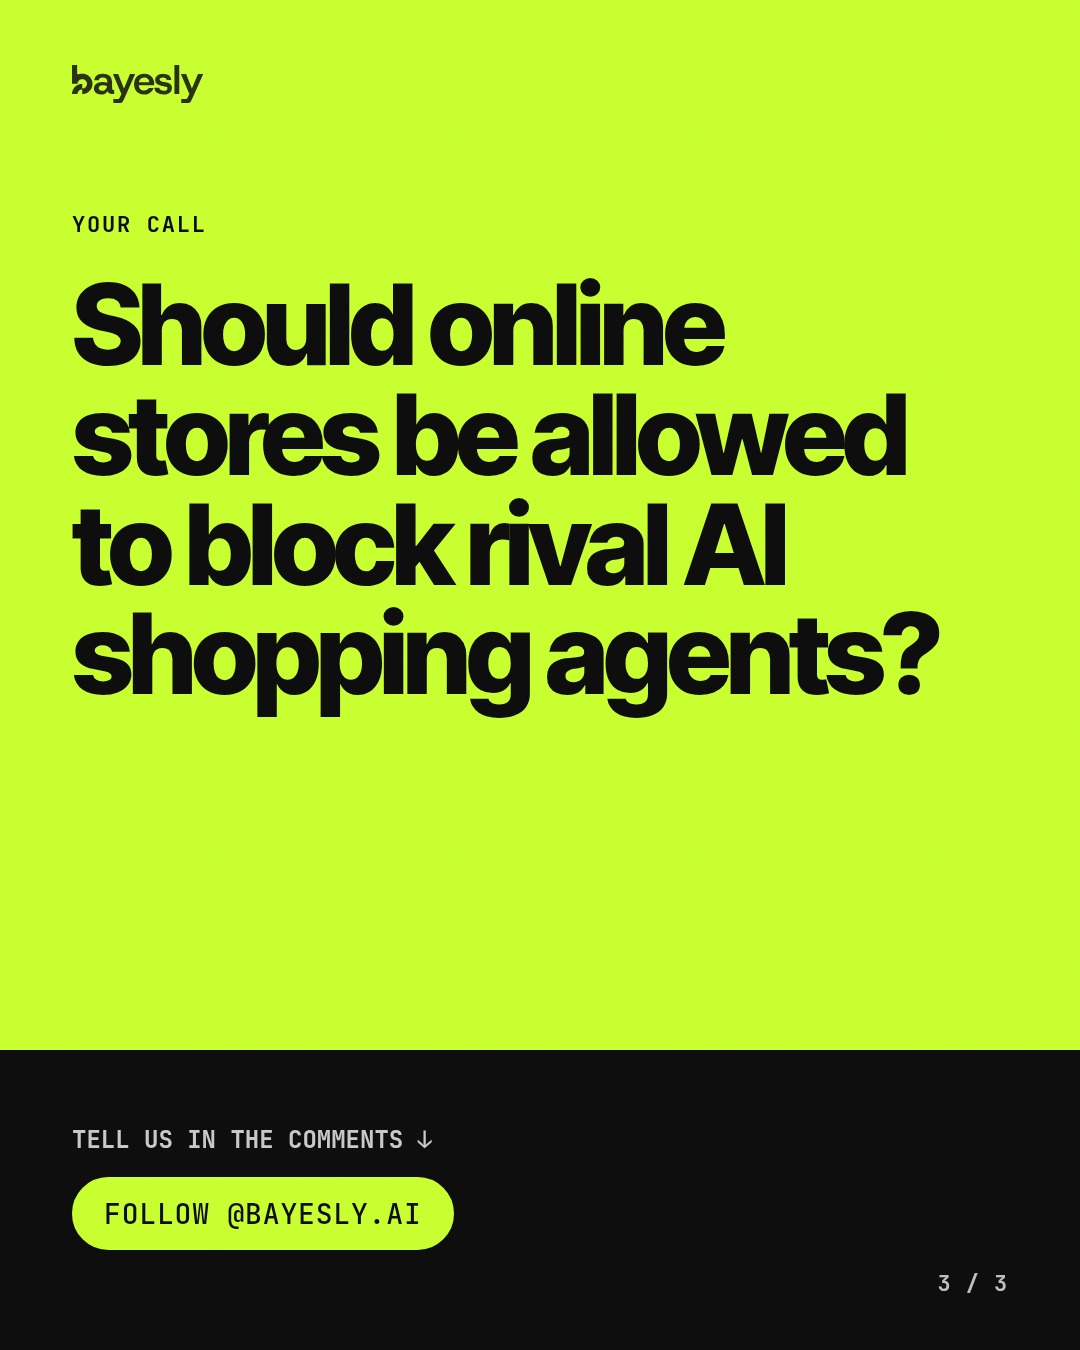 bayesly
YOUR CALL
Should online
stores be allowed
to block rival AI
shopping agents?
TELL US IN THE COMMENTS ↓
FOLLOW @BAYESLY.AI
3 / 3